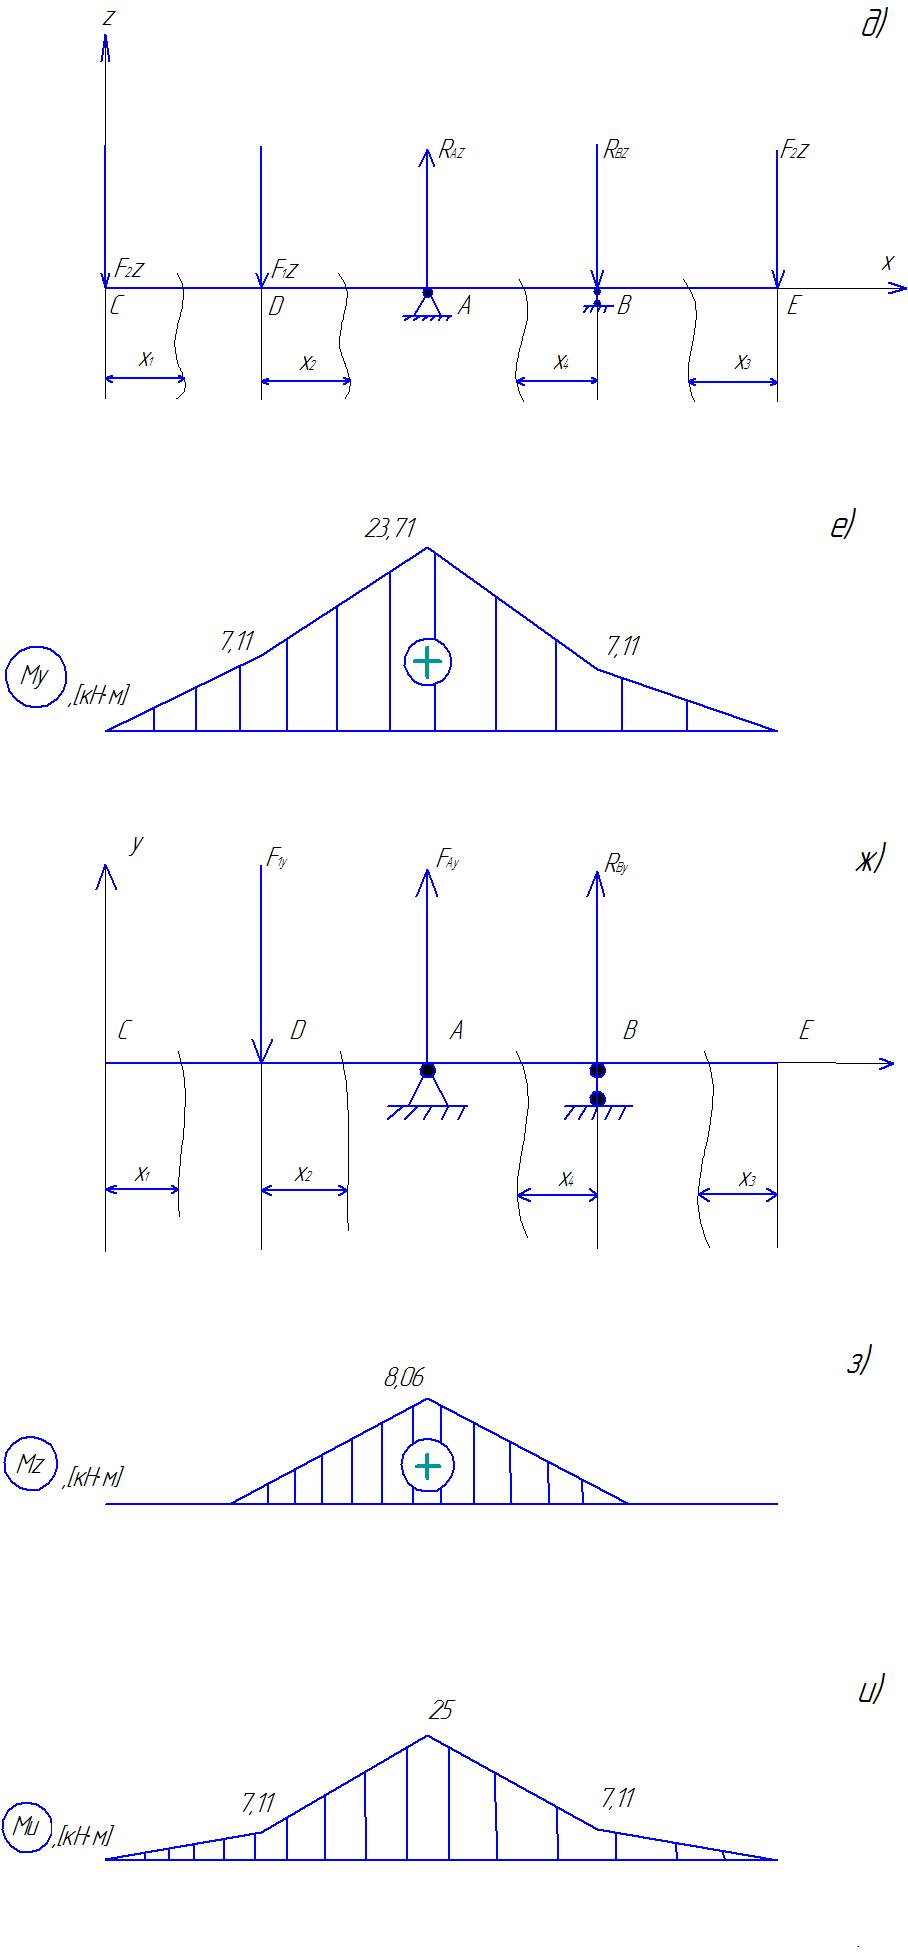 z
д)
RAZ RBZ F2Z
x
F2Z F1Z
C D A B E
x1 x2 x4 x3
е)
23,71
7,11 7,11
My ,[кН·м]
y
ж)
F1y FAy RBy
C D A B E
x1 x2 x4 x3
з)
8,06
Mz ,[кН·м]
и)
25
7,11 7,11
Mи ,[кН·м]